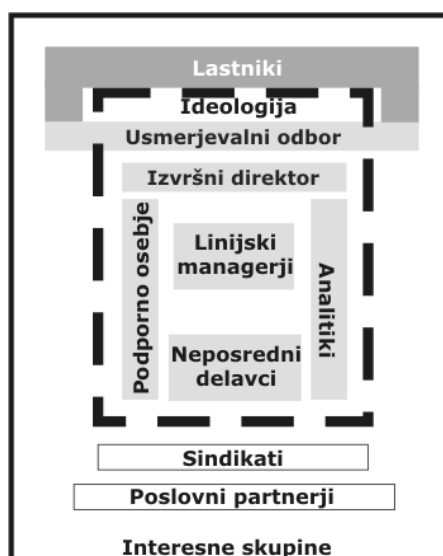 Lastniki
Ideologija
Usmerjevalni odbor
Izvršni direktor
Podporno osebje
Linijski
managerji
Analitiki
Neposredni
delavci
Sindikati
Poslovni partnerji
Interesne skupine